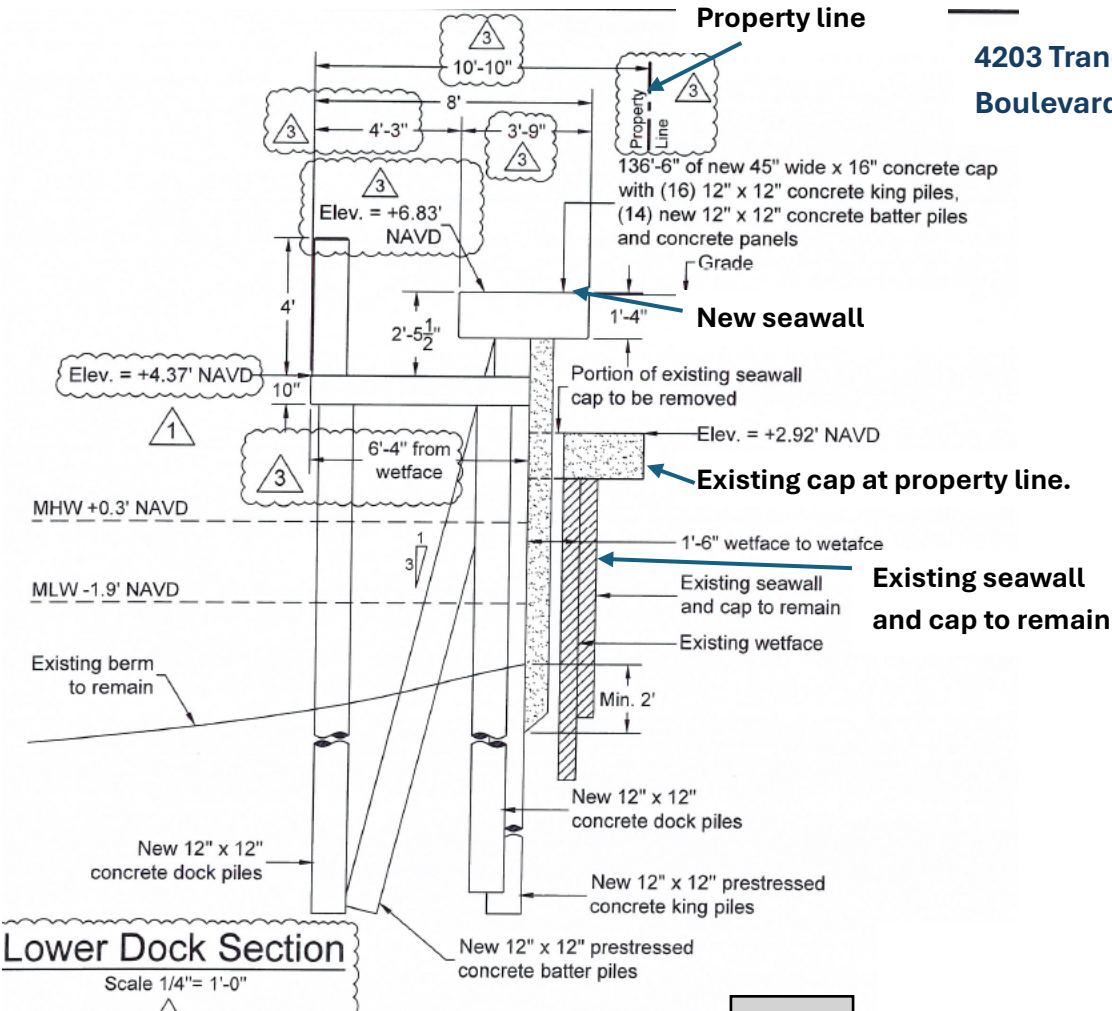 Property line
4203 Tran
Boulevard
3
10'-10"
3
Property
Line
8'
3
4'-3"
3'-9"
3
136'-6" of new 45" wide x 16" concrete cap
with (16) 12" x 12" concrete king piles,
(14) new 12" x 12" concrete batter piles
and concrete panels
3
Elev. = +6.83'
NAVD
Grade
4'
2'-5 1/2"
1'-4"
New seawall
Elev. = +4.37' NAVD
10"
Portion of existing seawall
cap to be removed
1
Elev. = +2.92' NAVD
3
6'-4" from
wetface
Existing cap at property line.
MHW +0.3' NAVD
1
3
1'-6" wetface to wetafce
Existing seawall
and cap to remain
Existing seawall
and cap to remain
MLW -1.9' NAVD
Existing wetface
Existing berm
to remain
Min. 2'
New 12" x 12"
concrete dock piles
New 12" x 12"
concrete dock piles
New 12" x 12" prestressed
concrete king piles
New 12" x 12" prestressed
concrete batter piles
Lower Dock Section
Scale 1/4"= 1'-0"